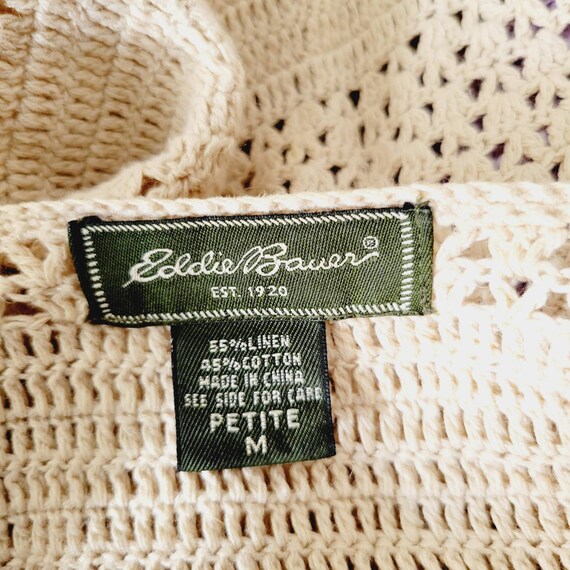 Eddie Bauer®
EST. 1920
55% LINEN
45% COTTON
MADE IN CHINA
SEE SIDE FOR CARE
PETITE
M